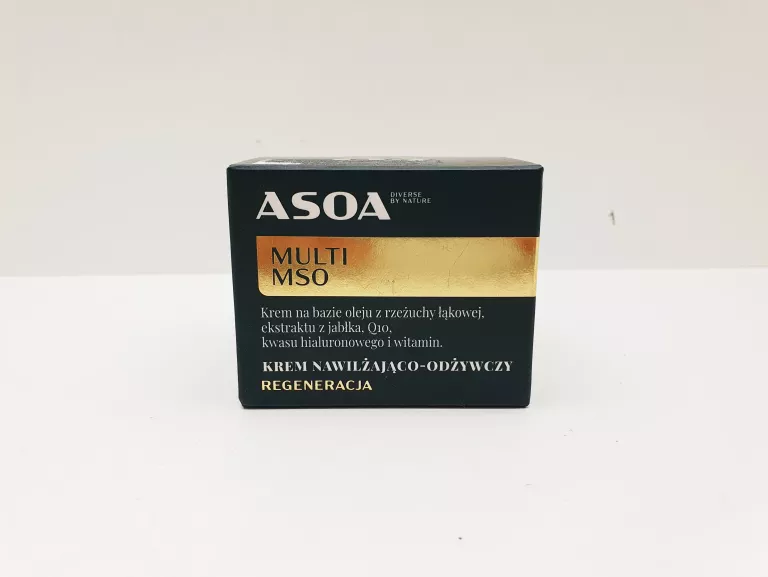 ASOA
DIVERSE
BY NATURE
MULTI
MSO
Krem na bazie oleju z rzeżuchy łąkowej,
ekstraktu z jabłka, Q10,
kwasu hialuronowego i witamin.
KREM NAWILŻAJĄCO-ODŻYWCZY
REGENERACJA